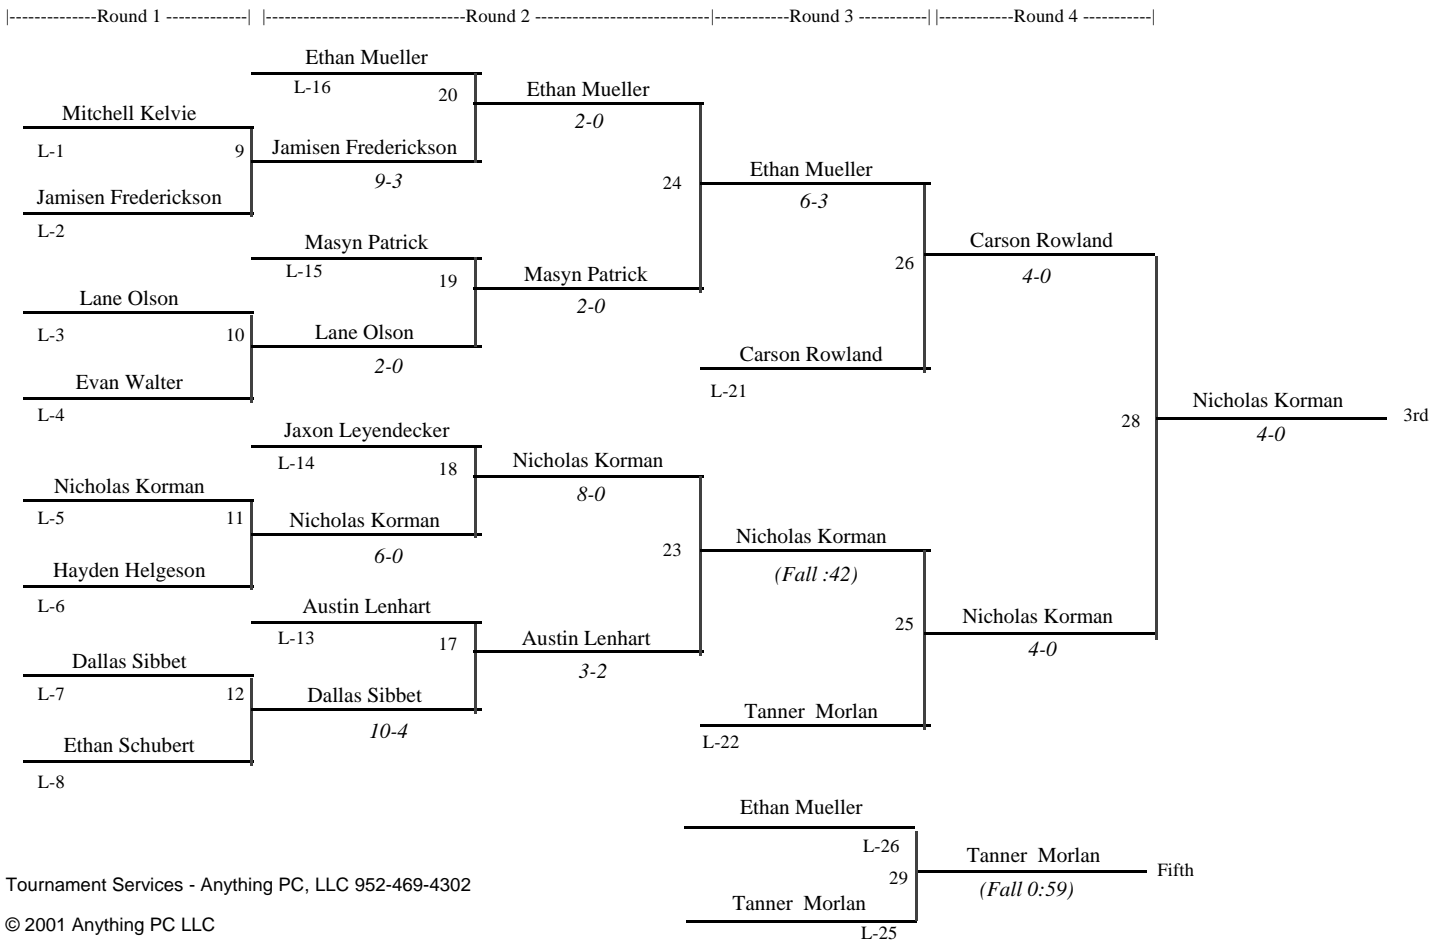 |-------------Round 1 ------------| |-----------------------------Round 2 -------------------------|-----------Round 3 ----------| |-----------Round 4 ----------|
Ethan Mueller
L-16
20
Ethan Mueller
2-0
Mitchell Kelvie
L-1
9
Jamisen Frederickson
9-3
Jamisen Frederickson
L-2
24
Ethan Mueller
6-3
Masyn Patrick
L-15
19
Masyn Patrick
2-0
Lane Olson
L-3
10
Lane Olson
2-0
Evan Walter
L-4
26
Carson Rowland
4-0
Carson Rowland
L-21
Jaxon Leyendecker
L-14
18
Nicholas Korman
8-0
28
Nicholas Korman
4-0
3rd
Nicholas Korman
L-5
11
Nicholas Korman
6-0
Hayden Helgeson
L-6
23
Nicholas Korman
(Fall :42)
Austin Lenhart
L-13
17
Austin Lenhart
3-2
25
Nicholas Korman
4-0
Dallas Sibbet
L-7
12
Dallas Sibbet
10-4
Ethan Schubert
L-8
Tanner Morlan
L-22
Ethan Mueller
L-26
29
Tanner Morlan
(Fall 0:59)
Fifth
Tanner Morlan
L-25
Tournament Services - Anything PC, LLC 952-469-4302
© 2001 Anything PC LLC